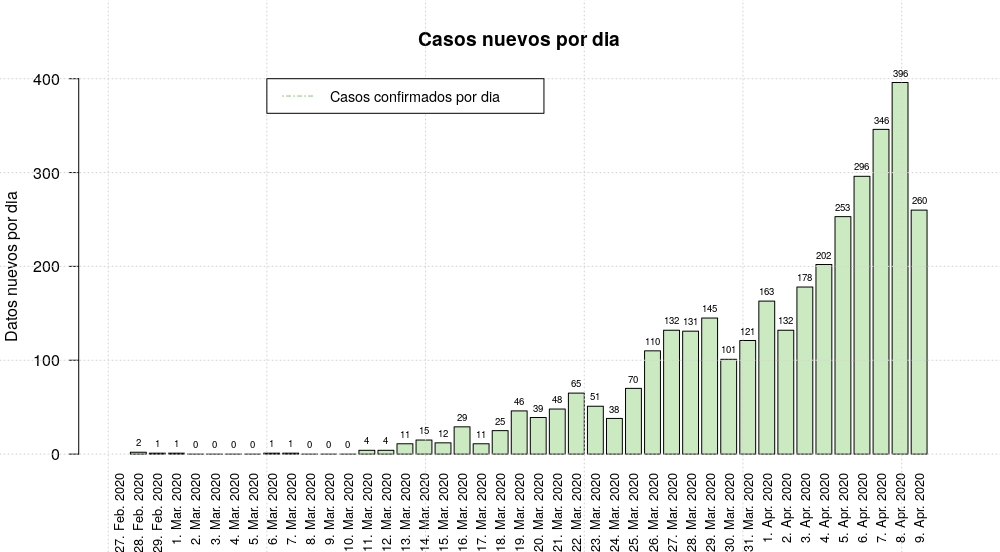 Casos nuevos por dia
Casos confirmados por dia
Datos nuevos por dia
400
300
200
100
0
2
1
1
0
0
0
0
1
1
0
0
0
4
4
11
15
12
29
11
25
46
39
48
65
51
38
70
110
132
131
145
101
121
163
132
178
202
253
296
346
396
260
27. Feb. 2020
28. Feb. 2020
29. Feb. 2020
1. Mar. 2020
2. Mar. 2020
3. Mar. 2020
4. Mar. 2020
5. Mar. 2020
6. Mar. 2020
7. Mar. 2020
8. Mar. 2020
9. Mar. 2020
10. Mar. 2020
11. Mar. 2020
12. Mar. 2020
13. Mar. 2020
14. Mar. 2020
15. Mar. 2020
16. Mar. 2020
17. Mar. 2020
18. Mar. 2020
19. Mar. 2020
20. Mar. 2020
21. Mar. 2020
22. Mar. 2020
23. Mar. 2020
24. Mar. 2020
25. Mar. 2020
26. Mar. 2020
27. Mar. 2020
28. Mar. 2020
29. Mar. 2020
30. Mar. 2020
31. Mar. 2020
1. Apr. 2020
2. Apr. 2020
3. Apr. 2020
4. Apr. 2020
5. Apr. 2020
6. Apr. 2020
7. Apr. 2020
8. Apr. 2020
9. Apr. 2020